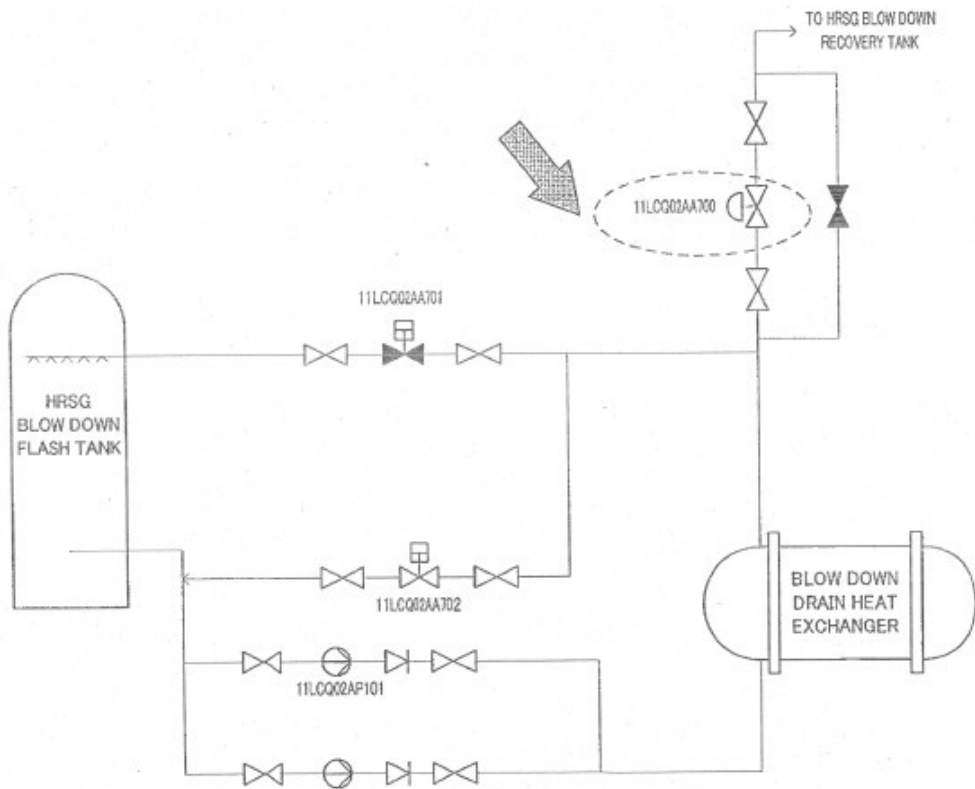 TO HRSG BLOW DOWN
RECOVERY TANK
11LCQ02AA700
11LCQ02AA701
HRSG
BLOW DOWN
FLASH TANK
11LCQ02AA702
BLOW DOWN
DRAIN HEAT
EXCHANGER
11LCQ02AP101